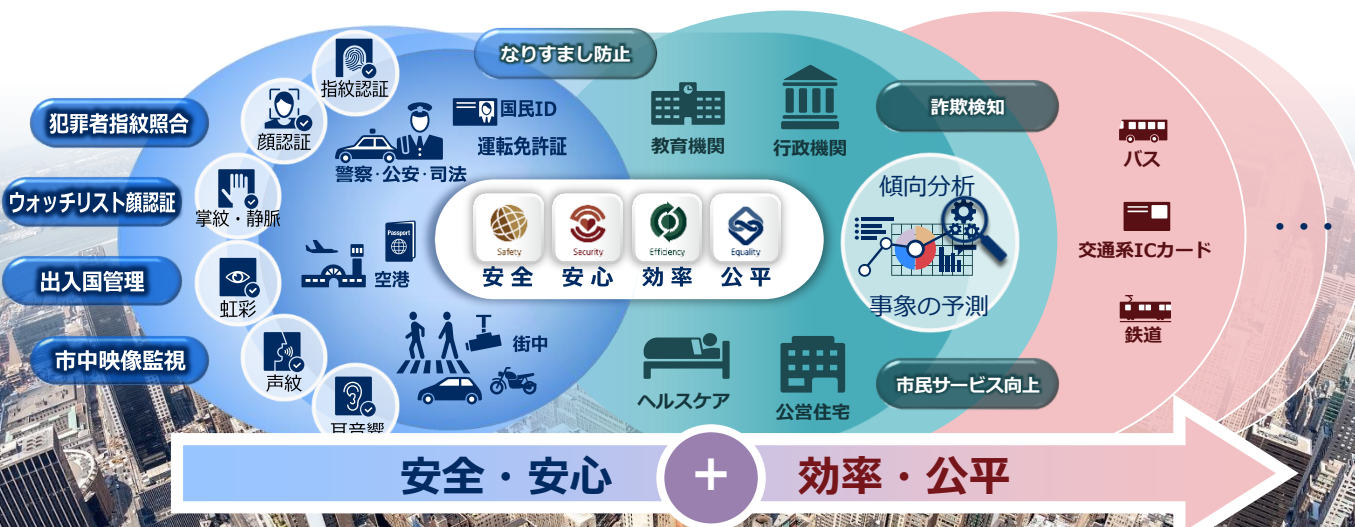 なりすまし防止
指紋認証
犯罪者指紋照合
顔認証
国民ID
運転免許証
警察・公安・司法
教育機関
行政機関
詐欺検知
バス
ウォッチリスト顔認証
掌紋・静脈
Passport
空港
Safety
Security
Efficiency
Equality
安全
安心
効率
公平
傾向分析
事象の予測
交通系ICカード
・・・
出入国管理
虹彩
鉄道
市中映像監視
声紋
街中
ヘルスケア
公営住宅
市民サービス向上
耳音響
安全・安心
+
効率・公平